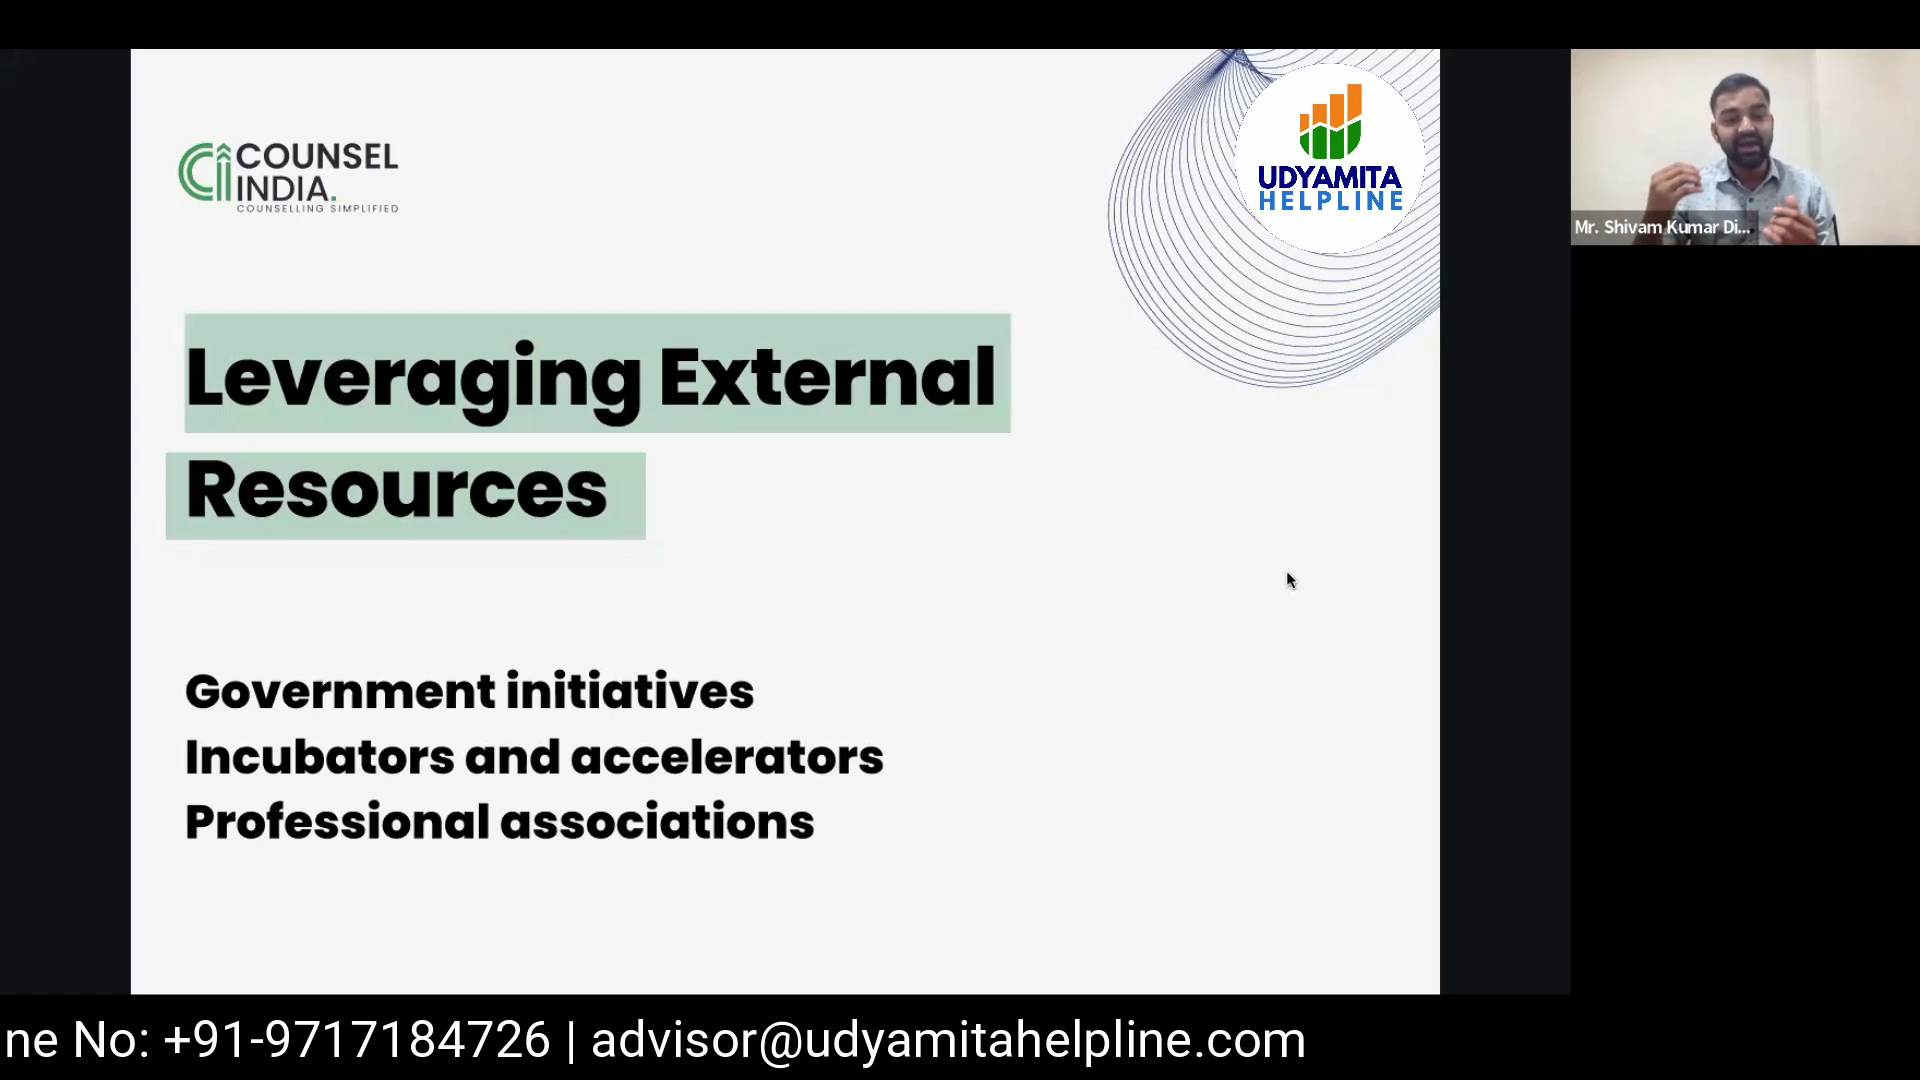 COUNSEL
INDIA.
COUNSELLING SIMPLIFIED
UDYAMITA
HELPLINE
Mr. Shivam Kumar Di...
Leveraging External
Resources
Government initiatives
Incubators and accelerators
Professional associations
ne No: +91-9717184726 | advisor@udyamitahelpline.com